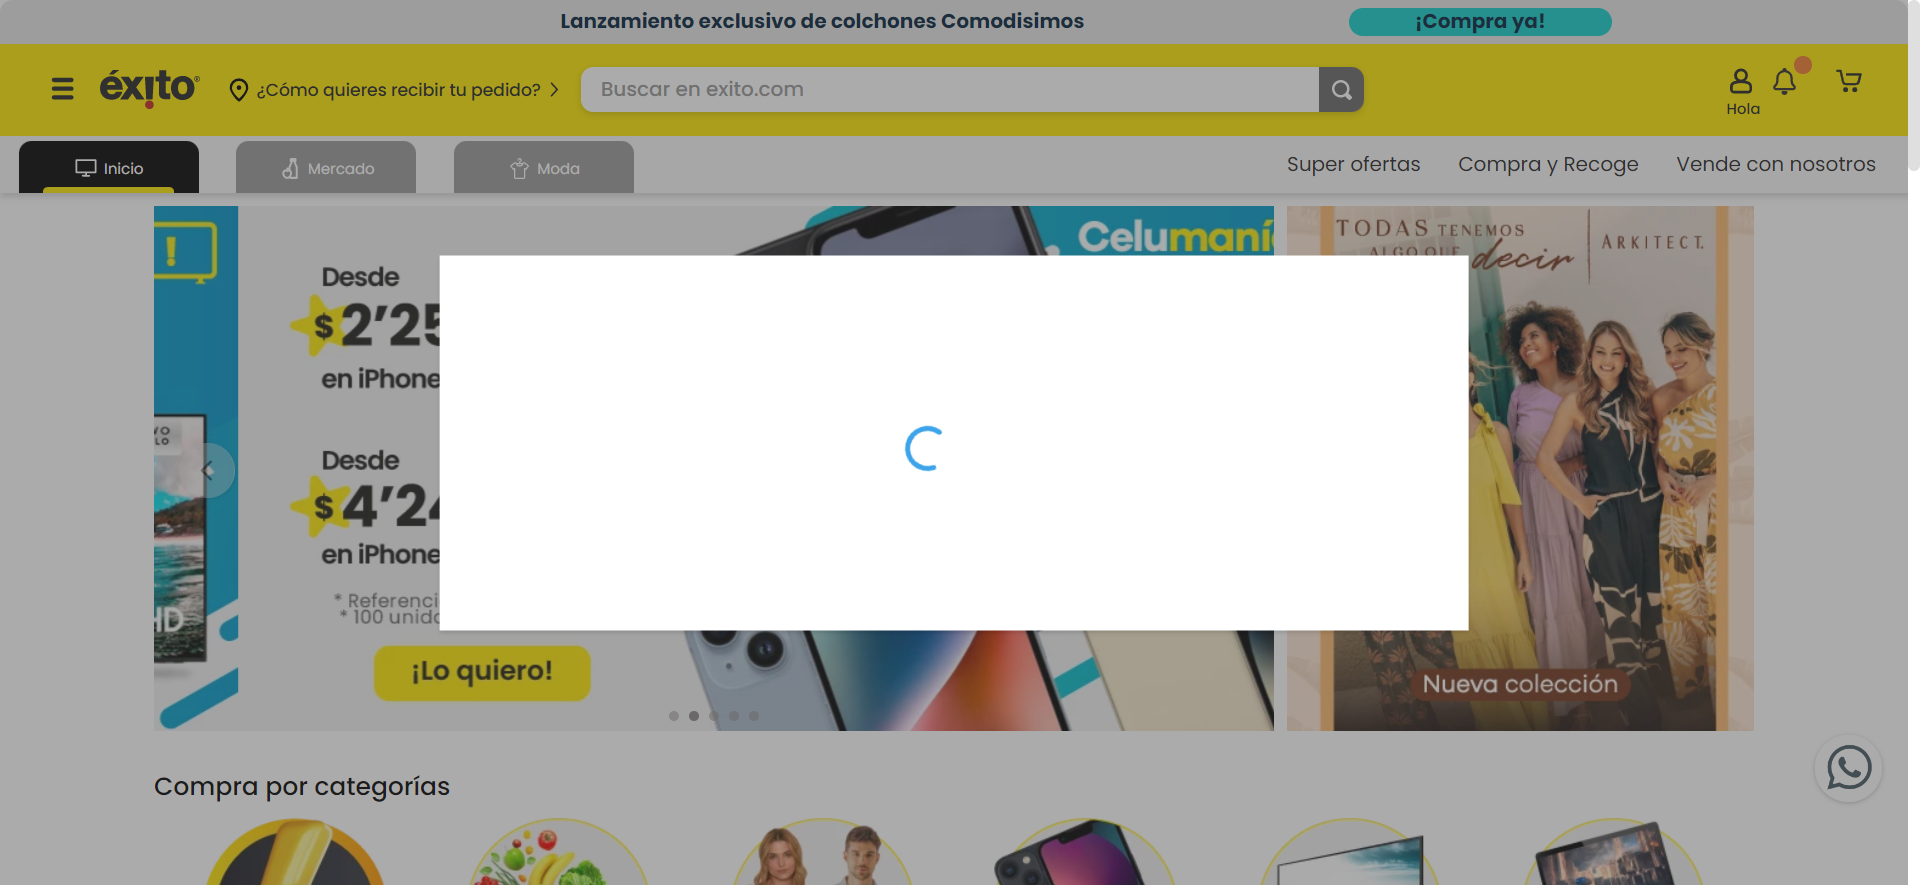 Lanzamiento exclusivo de colchones Comodisimos
¡Compra ya!
éxito
¿Cómo quieres recibir tu pedido?
Buscar en exito.com
Hola
Inicio
Mercado
Moda
Super ofertas
Compra y Recoge
Vende con nosotros
!
Desde
$ 2'25
en iPhone
Desde
$ 4'24
en iPhone
* Referenci
* 100 unida
¡Lo quiero!
Celumaní
HD
TODAS TENEMOS
ALGO QUE decir
ARKITECT.
Nueva colección
Compra por categorías